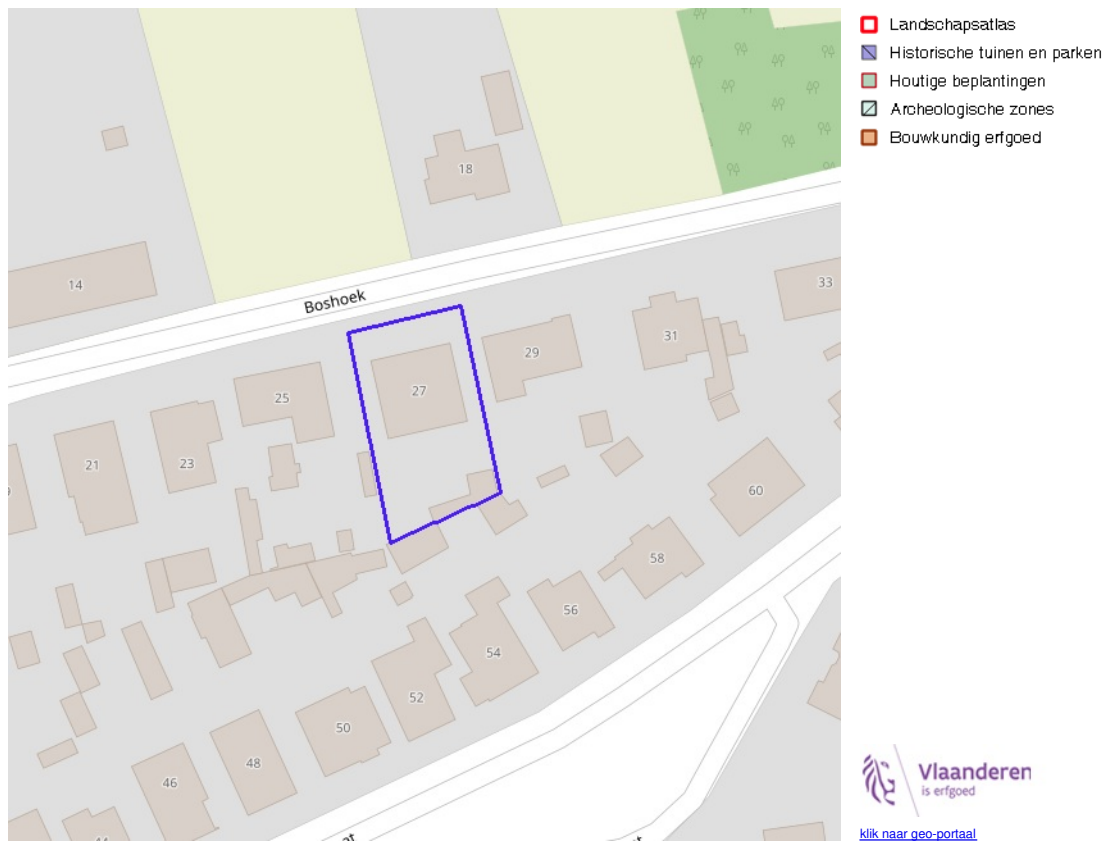 Landschapsatlas
Historische tuinen en parken
Houtige beplantingen
Archeologische zones
Bouwkundig erfgoed
18
14
Boshoek
33
31
29
27
25
23
21
60
58
56
54
52
50
48
46
Vlaanderen
is erfgoed
klik naar geo-portaal